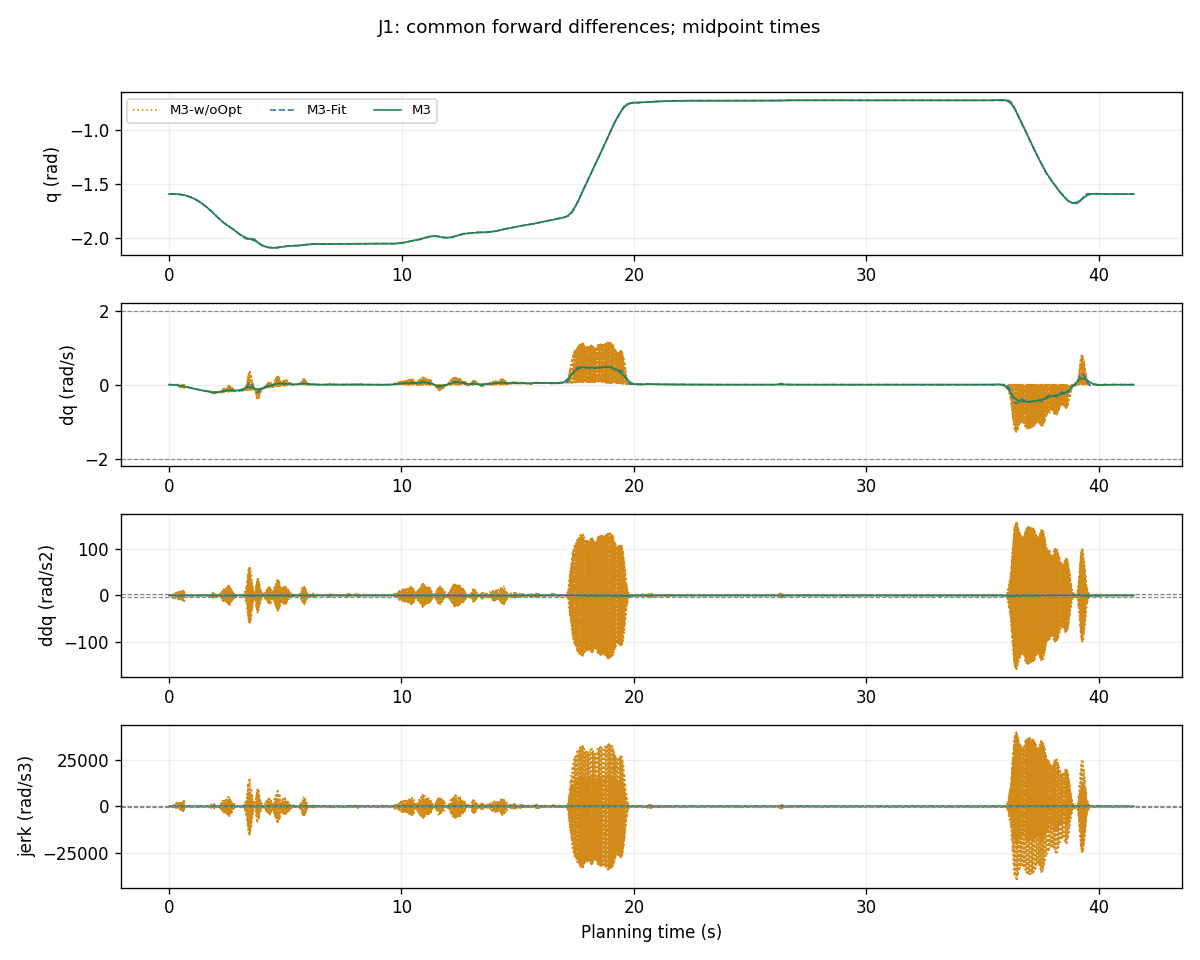 J1: common forward differences; midpoint times
M3-w/oOpt M3-Fit M3
q (rad)
−1.0
−1.5
−2.0
0 10 20 30 40
dq (rad/s)
2
0
−2
0 10 20 30 40
ddq (rad/s2)
100
0
−100
0 10 20 30 40
jerk (rad/s3)
25000
0
−25000
0 10 20 30 40
Planning time (s)